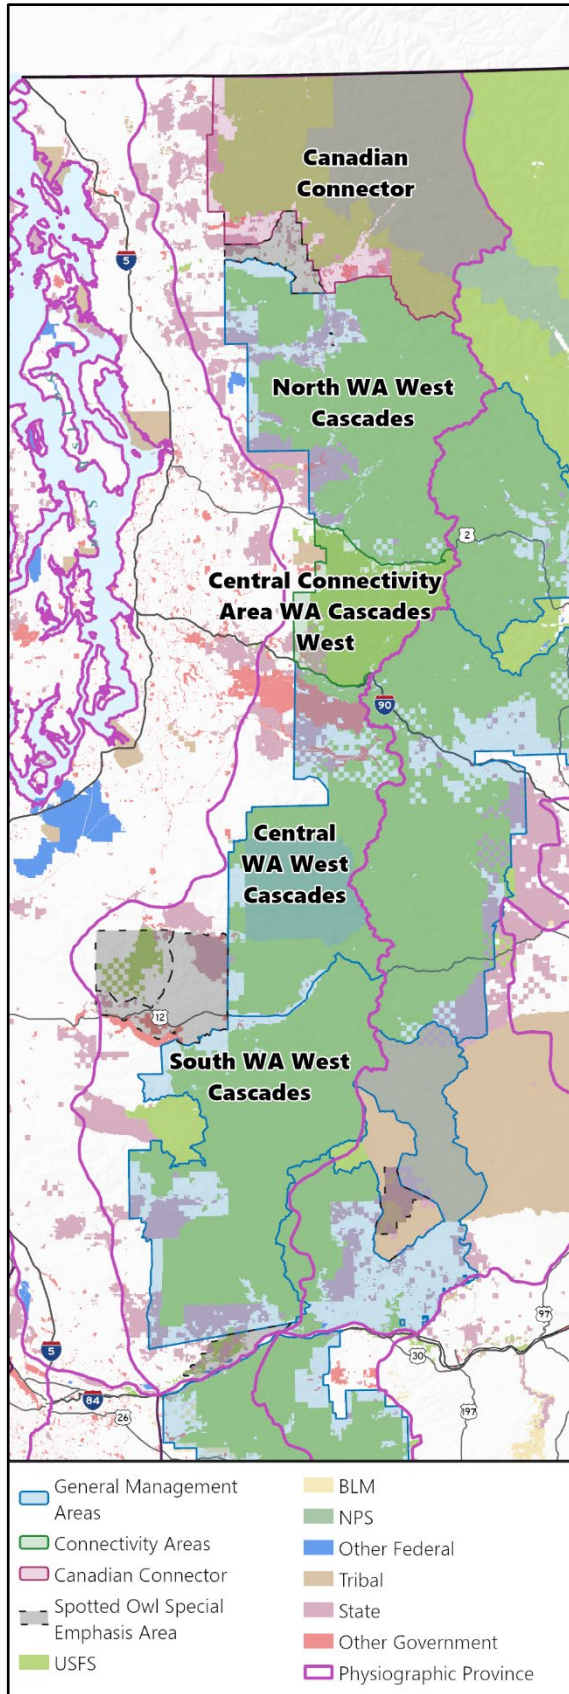 Canadian
Connector
5
North WA West
Cascades
2
Central Connectivity
Area WA Cascades
West
90
Central
WA West
Cascades
12
South WA West
Cascades
97
5
30
84
26
197
General Management
Areas
Connectivity Areas
Canadian Connector
Spotted Owl Special
Emphasis Area
USFS
BLM
NPS
Other Federal
Tribal
State
Other Government
Physiographic Province